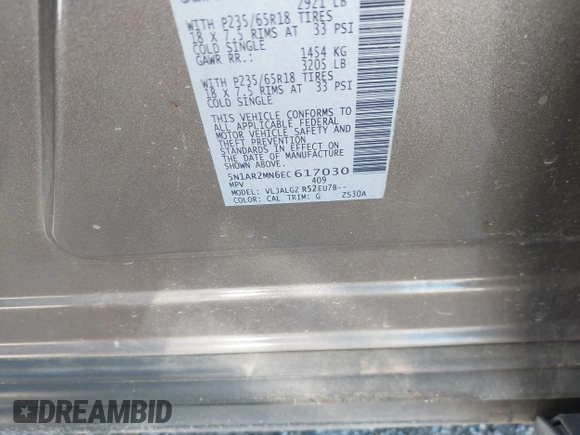 2921 LB
WITH P235/65R18 TIRES
18 X 7.5 RIMS AT 33 PSI
COLD SINGLE
GAWR RR.: 1454 KG
3205 LB
WITH P235/65R18 TIRES
18 X 7.5 RIMS AT 33 PSI
COLD SINGLE
THIS VEHICLE CONFORMS TO
ALL APPLICABLE FEDERAL
MOTOR VEHICLE SAFETY AND
THEFT PREVENTION
STANDARDS IN EFFECT ON
THE DATE OF MANUFACTURE
SHOWN ABOVE.
5N1AR2MN6EC617030
MPV 409
MODEL: VLJALGZ R52EU78--
COLOR: CAL TRIM: G ZS30A
DREAMBID